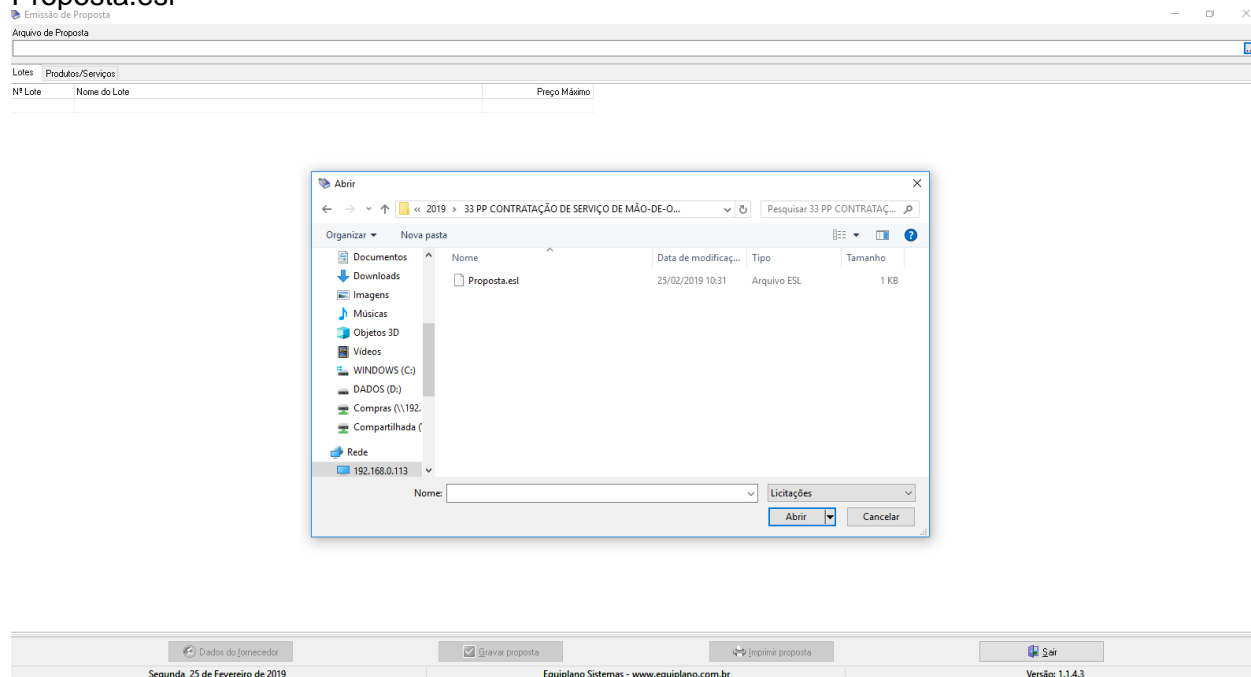 Proposta.esl
Emissão de Proposta
Arquivo de Proposta
...
Lotes Produtos/Serviços
Nª Lote Nome do Lote Preço Máximo
Abrir
« 2019 › 33 PP CONTRATAÇÃO DE SERVIÇO DE MÃO-DE-O... Pesquisar 33 PP CONTRATAÇ...
Organizar Nova pasta
Documentos Nome Data de modificaç... Tipo Tamanho
Downloads Proposta.esl 25/02/2019 10:31 Arquivo ESL 1 KB
Imagens
Músicas
Objetos 3D
Vídeos
WINDOWS (C:)
DADOS (D:)
Compras (\\192.
Compartilhada (
Rede
192.168.0.113
Nome: Licitações
Abrir Cancelar
Dados do fornecedor Gravar proposta Imprimir proposta Sair
Segunda, 25 de Fevereiro de 2019 Equiplano Sistemas - www.equiplano.com.br Versão: 1.1.4.3